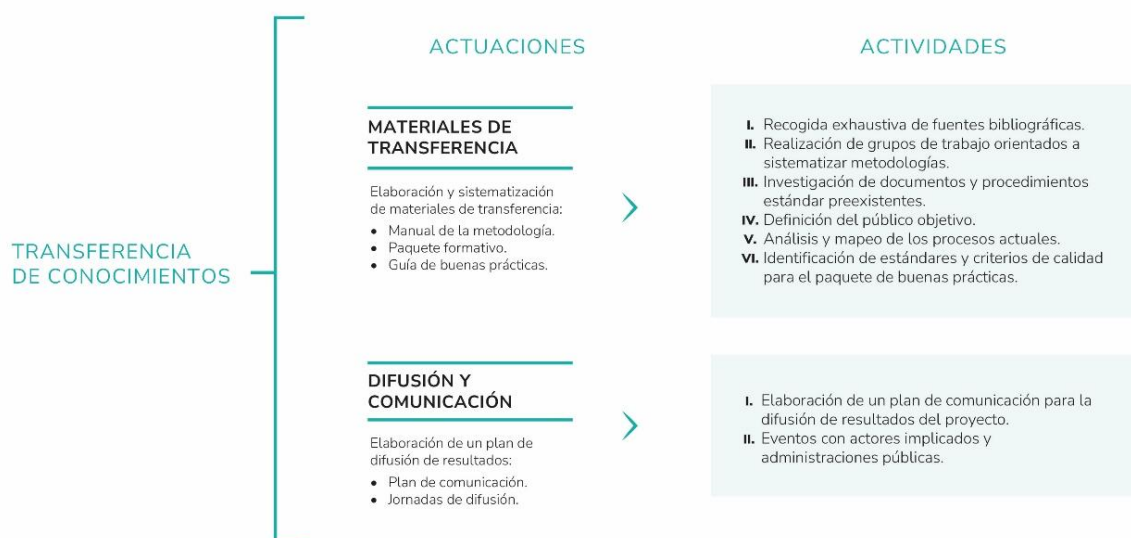 TRANSFERENCIA
DE CONOCIMIENTOS
ACTUACIONES
ACTIVIDADES
MATERIALES DE
TRANSFERENCIA
Elaboración y sistematización
de materiales de transferencia:
• Manual de la metodología.
• Paquete formativo.
• Guía de buenas prácticas.
I. Recogida exhaustiva de fuentes bibliográficas.
II. Realización de grupos de trabajo orientados a
sistematizar metodologías.
III. Investigación de documentos y procedimientos
estándar preexistentes.
IV. Definición del público objetivo.
V. Análisis y mapeo de los procesos actuales.
VI. Identificación de estándares y criterios de calidad
para el paquete de buenas prácticas.
DIFUSIÓN Y
COMUNICACIÓN
Elaboración de un plan de
difusión de resultados:
• Plan de comunicación.
• Jornadas de difusión.
I. Elaboración de un plan de comunicación para la
difusión de resultados del proyecto.
II. Eventos con actores implicados y
administraciones públicas.